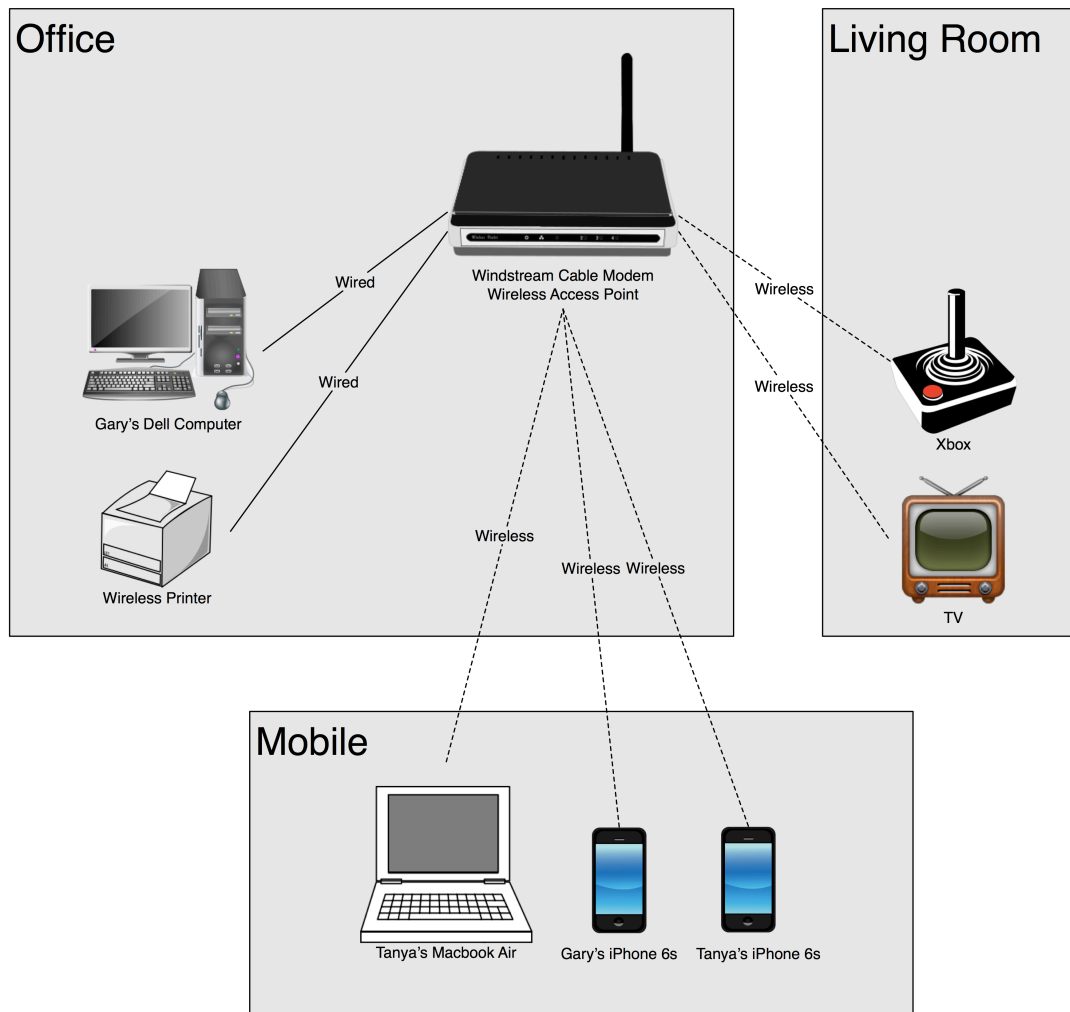 Office
Living Room
Windstream Cable Modem
Wireless Access Point
Wired
Wireless
Gary's Dell Computer
Wired
Wireless
Xbox
Wireless Printer
Wireless
Wireless
Wireless
TV
Mobile
Tanya's Macbook Air
Gary's iPhone 6s
Tanya's iPhone 6s